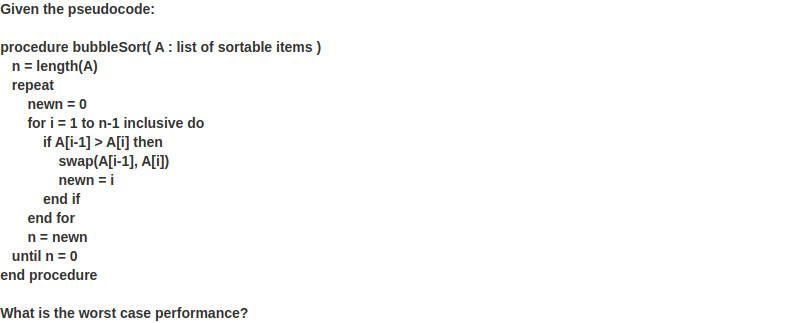 Given the pseudocode:
procedure bubbleSort( A : list of sortable items )
n = length(A)
repeat
newn = 0
for i = 1 to n-1 inclusive do
if A[i-1] > A[i] then
swap(A[i-1], A[i])
newn = i
end if
end for
n = newn
until n = 0
end procedure
What is the worst case performance?